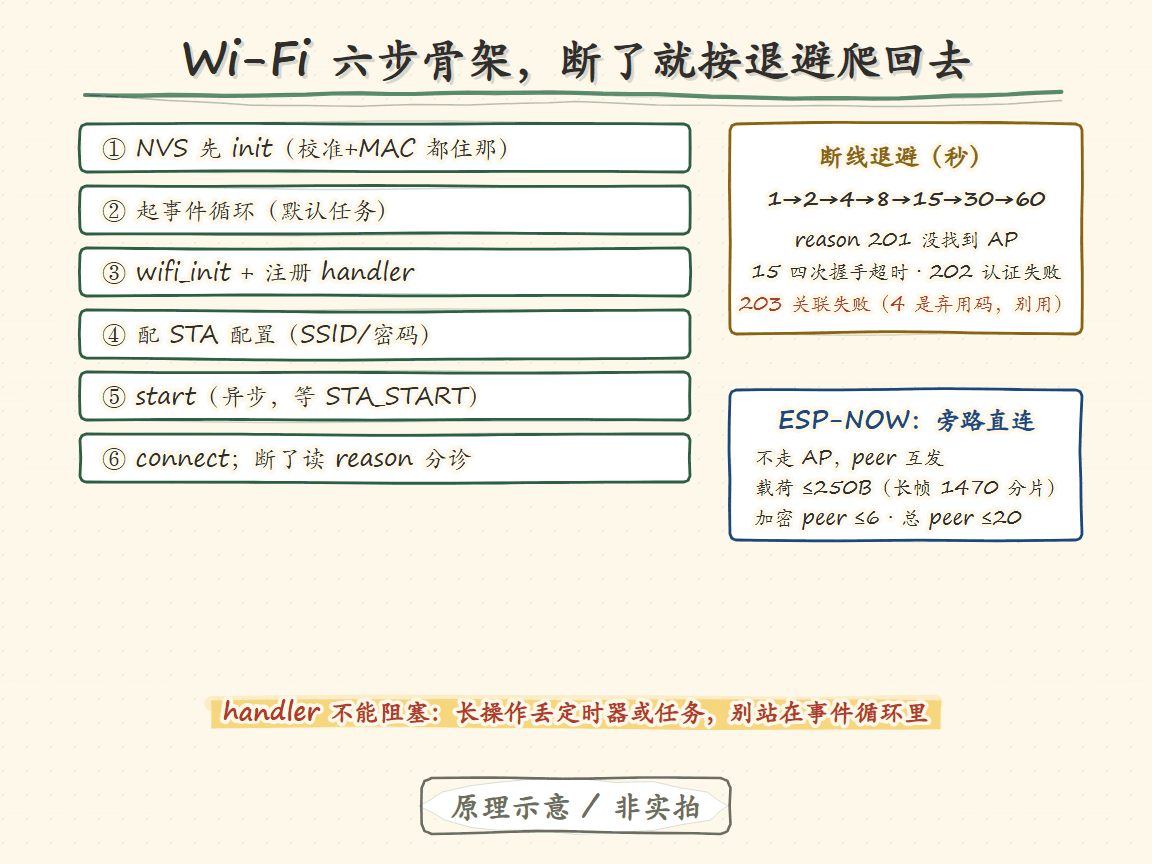 Wi-Fi 六步骨架，断了就按退避爬回去
① NVS 先 init（校准+MAC 都住那）
② 起事件循环（默认任务）
③ wifi_init + 注册 handler
④ 配 STA 配置（SSID/密码）
⑤ start（异步，等 STA_START）
⑥ connect；断了读 reason 分诊
断线退避（秒）
1→2→4→8→15→30→60
reason 201 没找到 AP
15 四次握手超时·202 认证失败
203 关联失败（4 是弃用码，别用）
ESP-NOW：旁路直连
不走 AP，peer 互发
载荷 ≤250B（长帧 1470 分片）
加密 peer ≤6 · 总 peer ≤20
handler 不能阻塞：长操作丢定时器或任务，别站在事件循环里
原理示意 / 非实拍